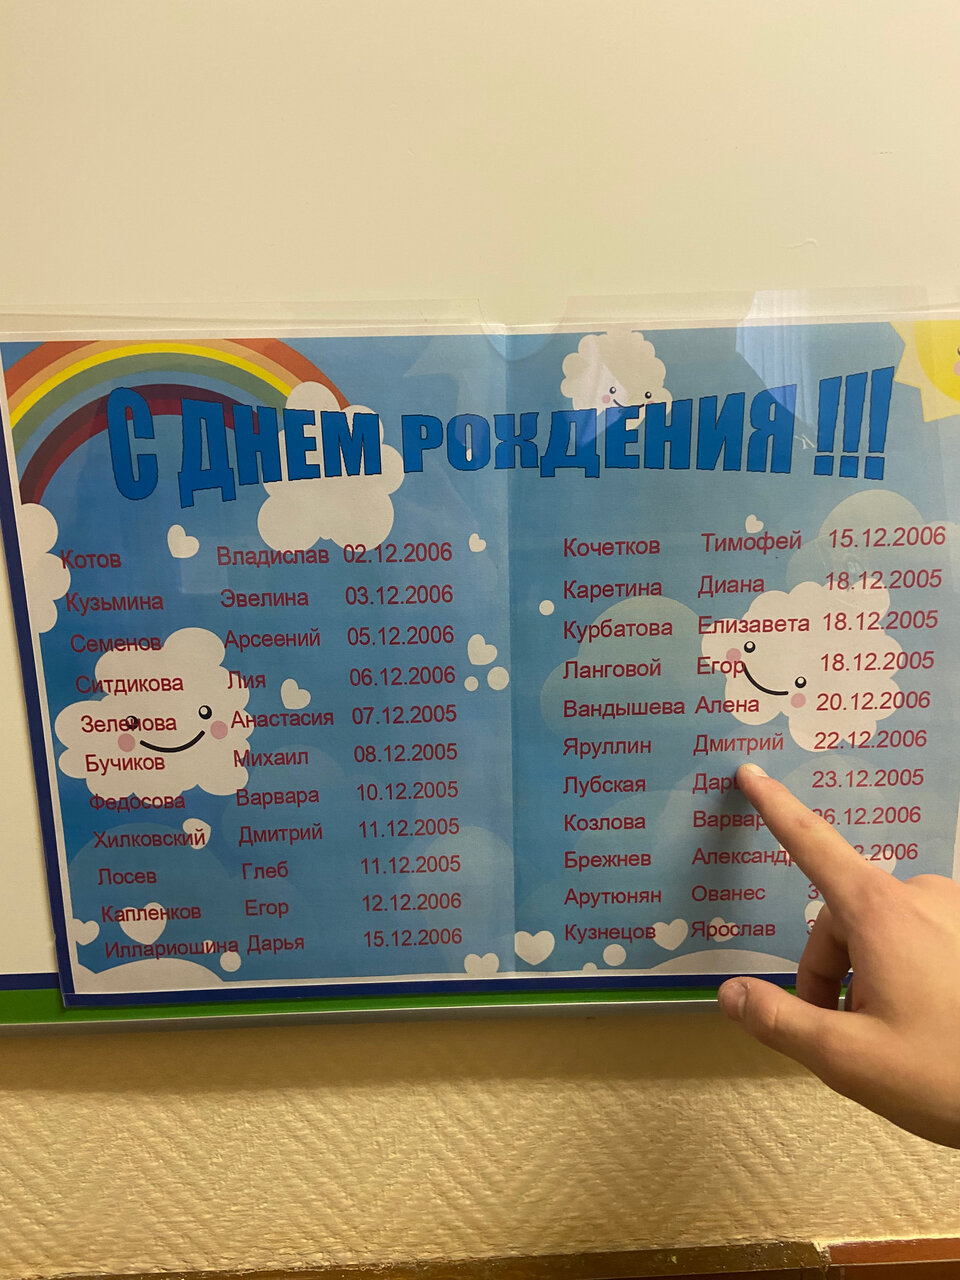 С ДНЕМ РОЖДЕНИЯ !!!
Котов Владислав 02.12.2006
Кузьмина Эвелина 03.12.2006
Семенов Арсеений 05.12.2006
Ситдикова Лия 06.12.2006
Зеленова Анастасия 07.12.2005
Бучиков Михаил 08.12.2005
Федосова Варвара 10.12.2005
Хилковский Дмитрий 11.12.2005
Лосев Глеб 11.12.2005
Капленков Егор 12.12.2006
Иллариошина Дарья 15.12.2006
Кочетков Тимофей 15.12.2006
Каретина Диана 18.12.2005
Курбатова Елизавета 18.12.2005
Ланговой Егор 18.12.2005
Вандышева Алена 20.12.2006
Яруллин Дмитрий 22.12.2006
Лубская 23.12.2005
Козлова 26.12.2006
Брежнев
Арутюнян Ованес
Кузнецов Ярослав